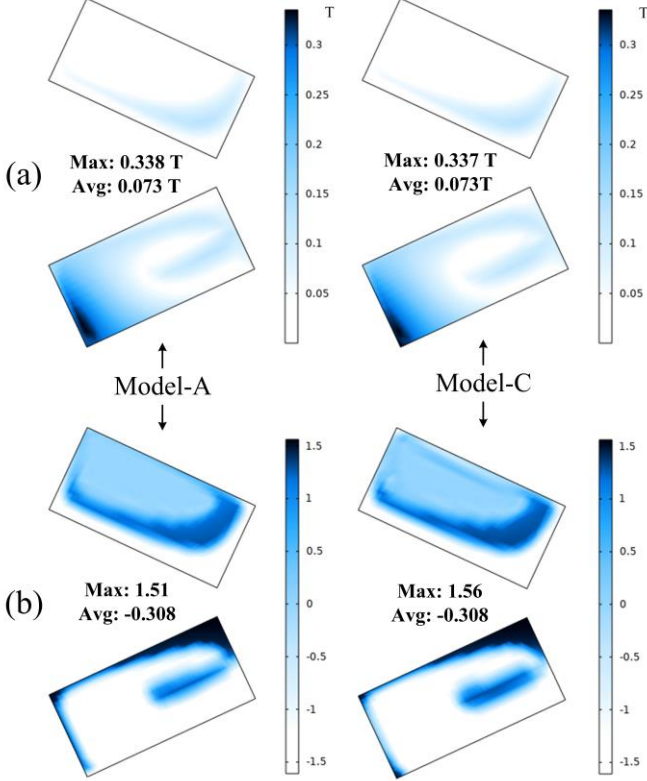 T
T
0.3
0.3
0.25
0.25
0.2
0.2
Max: 0.338 T
Max: 0.337 T
(a)
Avg: 0.073 T
Avg: 0.073T
0.15
0.15
0.1
0.1
0.05
0.05
Model-A
Model-C
1.5
1.5
1
1
0.5
0.5
Max: 1.51
Max: 1.56
(b)
0
0
Avg: -0.308
Avg: -0.308
-0.5
-0.5
-1
-1
-1.5
-1.5